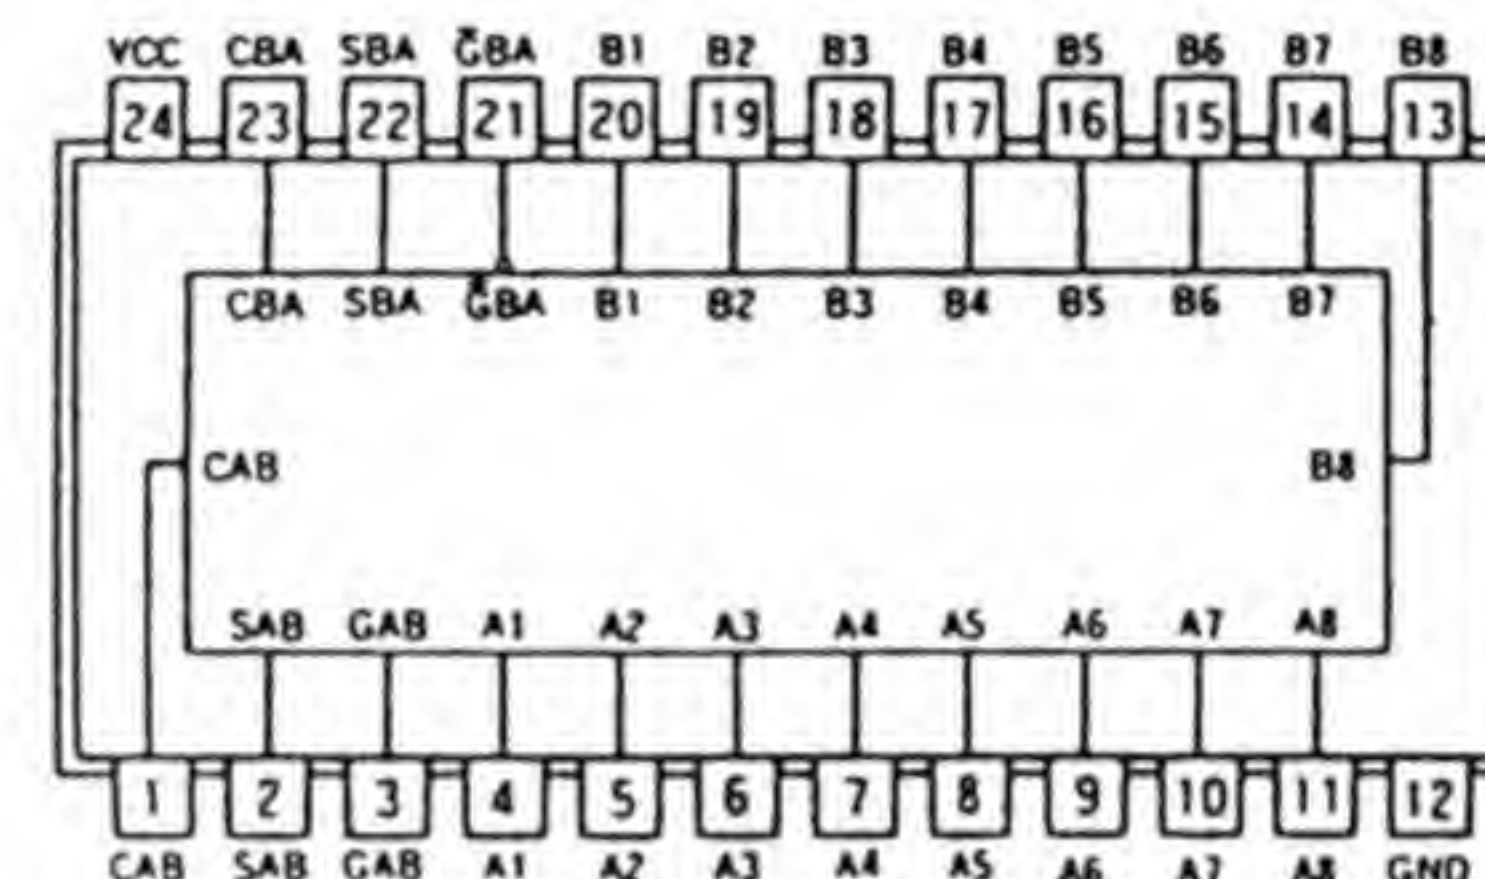 VCC CBA SBA ḠBA B1 B2 B3 B4 B5 B6 B7 B8
24 23 22 21 20 19 18 17 16 15 14 13
CBA SBA ḠBA B1 B2 B3 B4 B5 B6 B7
CAB B8
SAB GAB A1 A2 A3 A4 A5 A6 A7 A8
1 2 3 4 5 6 7 8 9 10 11 12
CAB SAB GAB A1 A2 A3 A4 A5 A6 A7 A8 GND